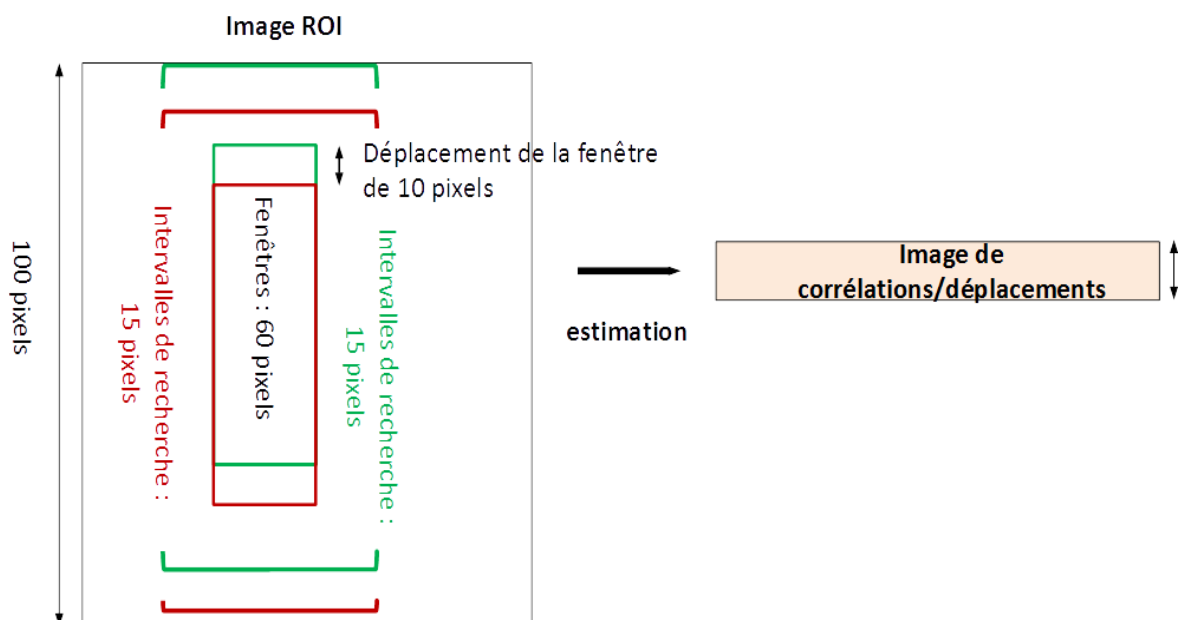 Image ROI
Déplacement de la fenêtre
de 10 pixels
100 pixels
Intervalles de recherche :
15 pixels
Fenêtres : 60 pixels
Intervalles de recherche :
15 pixels
estimation
Image de
corrélations/déplacements